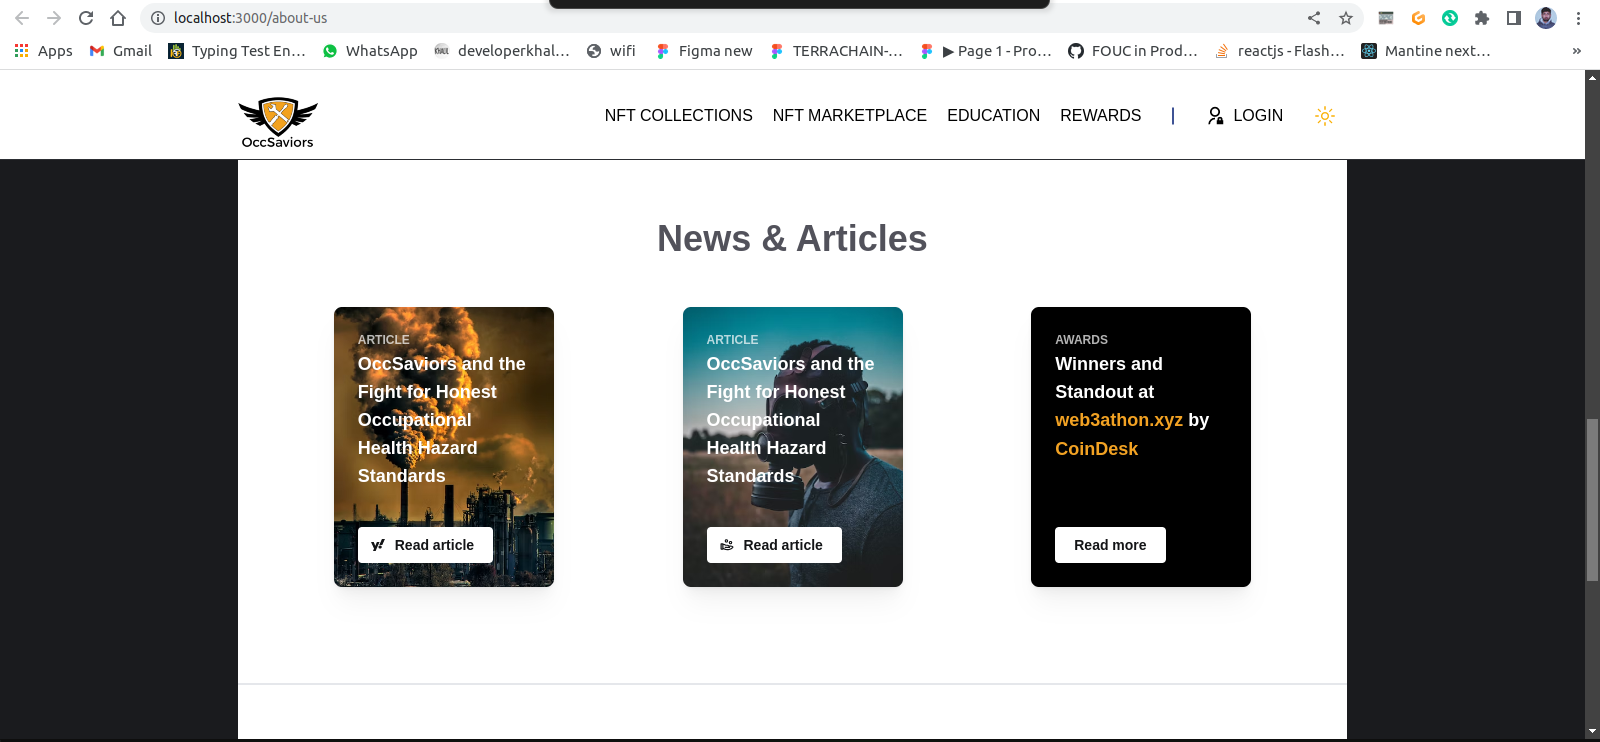 localhost:3000/about-us
Apps
Gmail
Typing Test En…
WhatsApp
developerkhal…
wifi
Figma new
TERRACHAIN-…
▶ Page 1 - Pro…
FOUC in Prod…
reactjs - Flash…
Mantine next…
»
OccSaviors
NFT COLLECTIONS
NFT MARKETPLACE
EDUCATION
REWARDS
LOGIN
News & Articles
ARTICLE
OccSaviors and the
Fight for Honest
Occupational
Health Hazard
Standards
Read article
ARTICLE
OccSaviors and the
Fight for Honest
Occupational
Health Hazard
Standards
Read article
AWARDS
Winners and
Standout at
web3athon.xyz by
CoinDesk
Read more